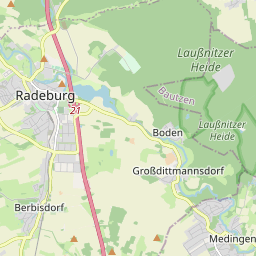 Laußnitzer
Heide
Bautzen
Radeburg
21
Boden
Laußnitzer
Heide
Großdittmannsdorf
Berbisdorf
Medingen